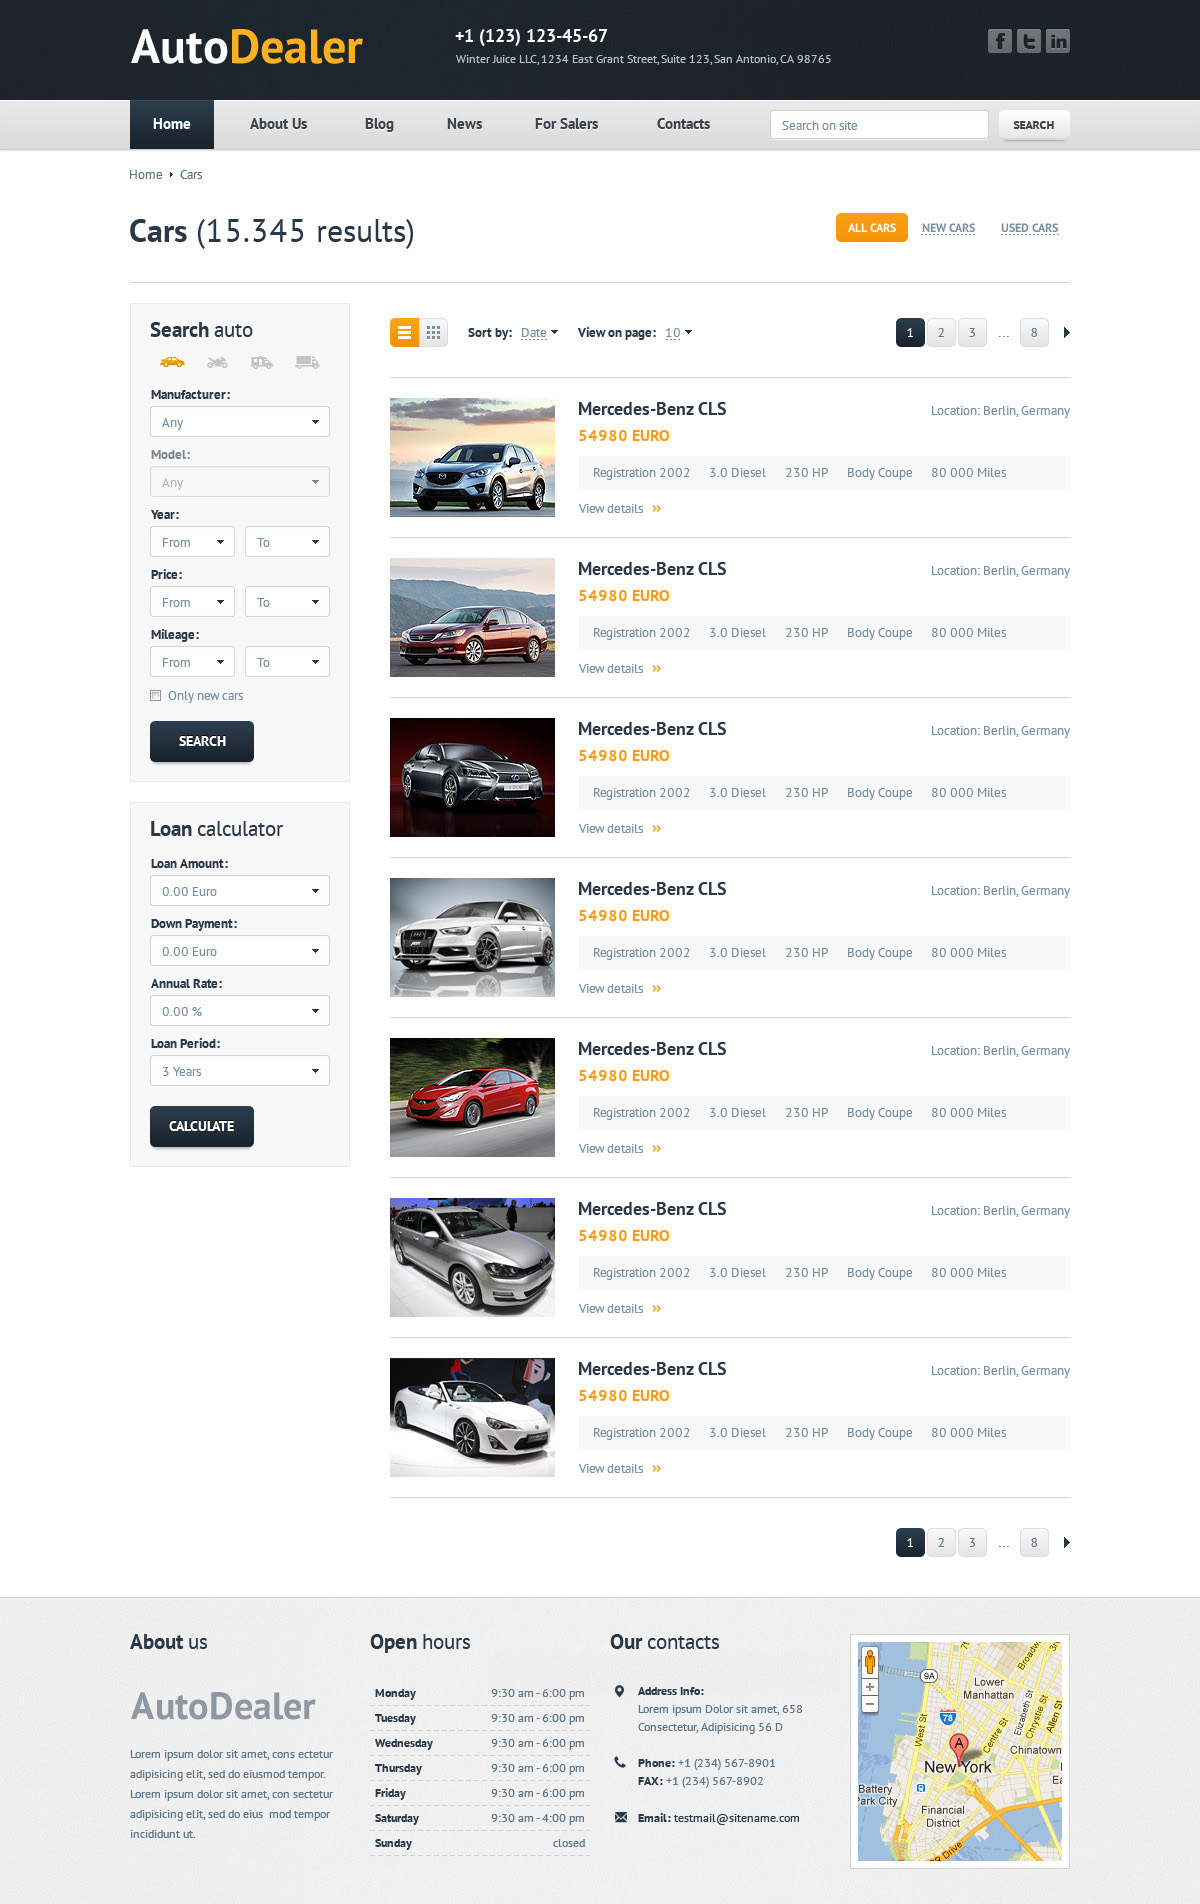 AutoDealer
+1 (123) 123-45-67
Winter Juice LLC, 1234 East Grant Street, Suite 123, San Antonio, CA 98765
Home About Us Blog News For Salers Contacts Search on site SEARCH
Home Cars
Cars (15.345 results)
ALL CARS NEW CARS USED CARS
Search auto
Manufacturer:
Any
Model:
Any
Year:
From To
Price:
From To
Mileage:
From To
Only new cars
SEARCH
Loan calculator
Loan Amount:
0.00 Euro
Down Payment:
0.00 Euro
Annual Rate:
0.00 %
Loan Period:
3 Years
CALCULATE
Sort by: Date View on page: 10 1 2 3 ... 8
Mercedes-Benz CLS Location: Berlin, Germany
54980 EURO
Registration 2002 3.0 Diesel 230 HP Body Coupe 80 000 Miles
View details »
Mercedes-Benz CLS Location: Berlin, Germany
54980 EURO
Registration 2002 3.0 Diesel 230 HP Body Coupe 80 000 Miles
View details »
Mercedes-Benz CLS Location: Berlin, Germany
54980 EURO
Registration 2002 3.0 Diesel 230 HP Body Coupe 80 000 Miles
View details »
Mercedes-Benz CLS Location: Berlin, Germany
54980 EURO
Registration 2002 3.0 Diesel 230 HP Body Coupe 80 000 Miles
View details »
Mercedes-Benz CLS Location: Berlin, Germany
54980 EURO
Registration 2002 3.0 Diesel 230 HP Body Coupe 80 000 Miles
View details »
Mercedes-Benz CLS Location: Berlin, Germany
54980 EURO
Registration 2002 3.0 Diesel 230 HP Body Coupe 80 000 Miles
View details »
Mercedes-Benz CLS Location: Berlin, Germany
54980 EURO
Registration 2002 3.0 Diesel 230 HP Body Coupe 80 000 Miles
View details »
1 2 3 ... 8
About us
AutoDealer
Lorem ipsum dolor sit amet, cons ectetur
adipisicing elit, sed do eiusmod tempor.
Lorem ipsum dolor sit amet, con sectetur
adipisicing elit, sed do eius mod tempor
incididunt ut.
Open hours
Monday 9:30 am - 6:00 pm
Tuesday 9:30 am - 6:00 pm
Wednesday 9:30 am - 6:00 pm
Thursday 9:30 am - 6:00 pm
Friday 9:30 am - 6:00 pm
Saturday 9:30 am - 4:00 pm
Sunday closed
Our contacts
Address Info:
Lorem ipsum Dolor sit amet, 658
Consectetur, Adipisicing 56 D
Phone: +1 (234) 567-8901
FAX: +1 (234) 567-8902
Email: testmail@sitename.com
9A
Lower
Manhattan
78
West St
Centre St
Elizabeth St
Chrystie St
Allen St
Chinatown
A
New York
Battery
Park City
Financial
District